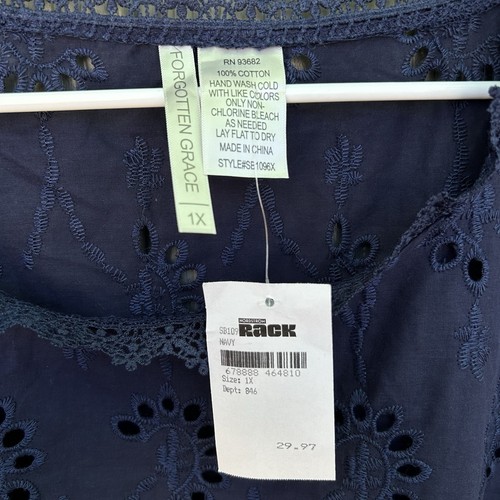 FORGOTTEN GRACE
1X
RN 93682
100% COTTON
HAND WASH COLD
WITH LIKE COLORS
ONLY NON-
CHLORINE BLEACH
AS NEEDED
LAY FLAT TO DRY
MADE IN CHINA
STYLE#SB1096X
NORDSTROM
RACK
SB109
NAVY
678888 464810
Size: 1X
Dept: 846
29.97